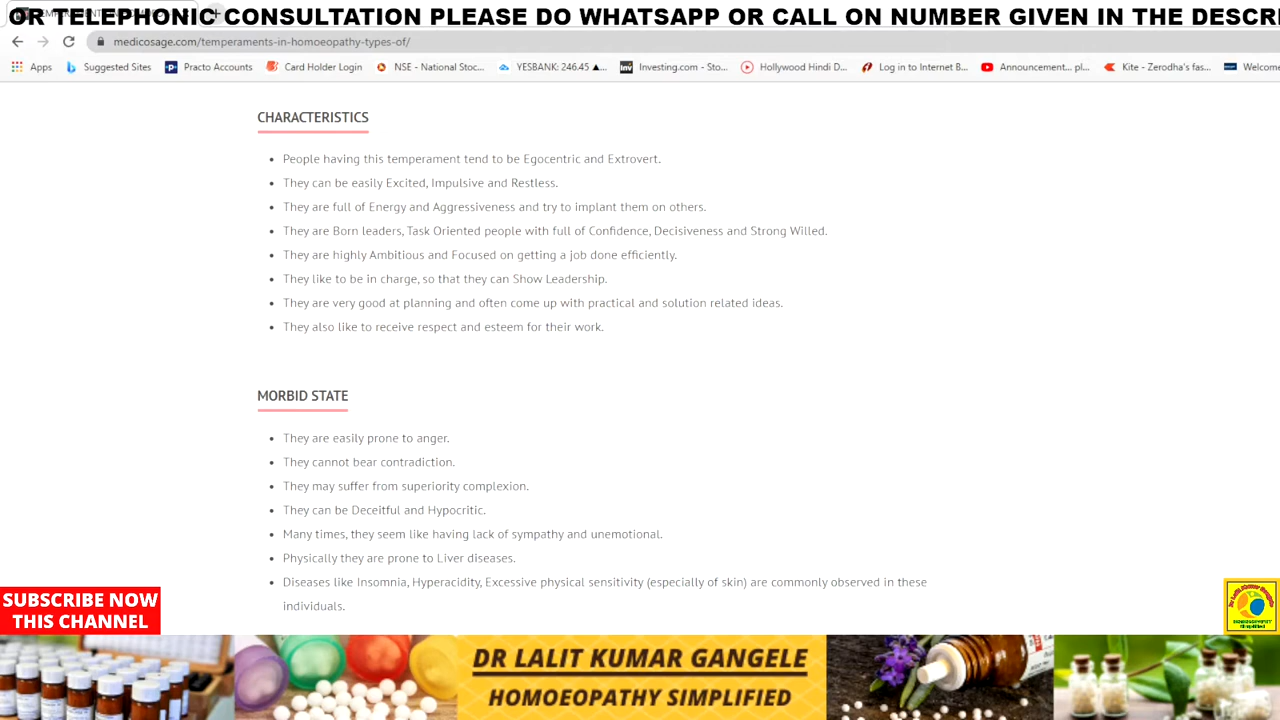 OR TELEPHONIC CONSULTATION PLEASE DO WHATSAPP OR CALL ON NUMBER GIVEN IN THE DESCRI
medicosage.com/temperaments-in-homoeopathy-types-of/
Apps Suggested Sites Practo Accounts Card Holder Login NSE - National Stoc... YESBANK: 246.45 ▲... Investing.com - Sto... Hollywood Hindi D... Log in to Internet B... Announcement... pl... Kite - Zerodha's fas... Welcome
CHARACTERISTICS
• People having this temperament tend to be Egocentric and Extrovert.
• They can be easily Excited, Impulsive and Restless.
• They are full of Energy and Aggressiveness and try to implant them on others.
• They are Born leaders, Task Oriented people with full of Confidence, Decisiveness and Strong Willed.
• They are highly Ambitious and Focused on getting a job done efficiently.
• They like to be in charge, so that they can Show Leadership.
• They are very good at planning and often come up with practical and solution related ideas.
• They also like to receive respect and esteem for their work.
MORBID STATE
• They are easily prone to anger.
• They cannot bear contradiction.
• They may suffer from superiority complexion.
• They can be Deceitful and Hypocritic.
• Many times, they seem like having lack of sympathy and unemotional.
• Physically they are prone to Liver diseases.
• Diseases like Insomnia, Hyperacidity, Excessive physical sensitivity (especially of skin) are commonly observed in these
individuals.
SUBSCRIBE NOW
THIS CHANNEL
DR LALIT KUMAR GANGELE
HOMOEOPATHY SIMPLIFIED